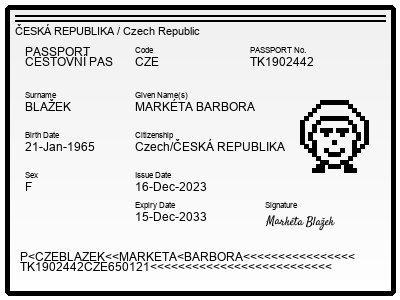 ČESKÁ REPUBLIKA / Czech Republic
PASSPORT
CESTOVNÍ PAS
Code
CZE
PASSPORT No.
TK1902442
Surname
BLAŽEK
Given Name(s)
MARKÉTA BARBORA
Birth Date
21-Jan-1965
Citizenship
Czech/ČESKÁ REPUBLIKA
Sex
F
Issue Date
16-Dec-2023
Expiry Date
15-Dec-2033
Signature
Markéta Blažek
P<CZEBLAZEK<<MARKETA<BARBORA<<<<<<<<<<<<<<<<
TK1902442CZE650121<<<<<<<<<<<<<<<<<<<<<<<<<<